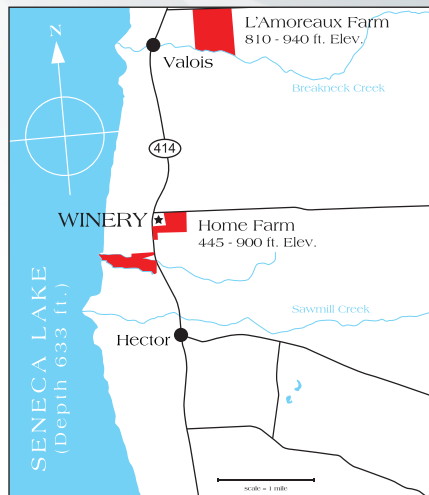 L'Amoreaux Farm
810 - 940 ft. Elev.
N
Valois
Breakneck Creek
414
WINERY
Home Farm
445 - 900 ft. Elev.
SENECA LAKE
(Depth 633 ft.)
Sawmill Creek
Hector
scale = 1 mile